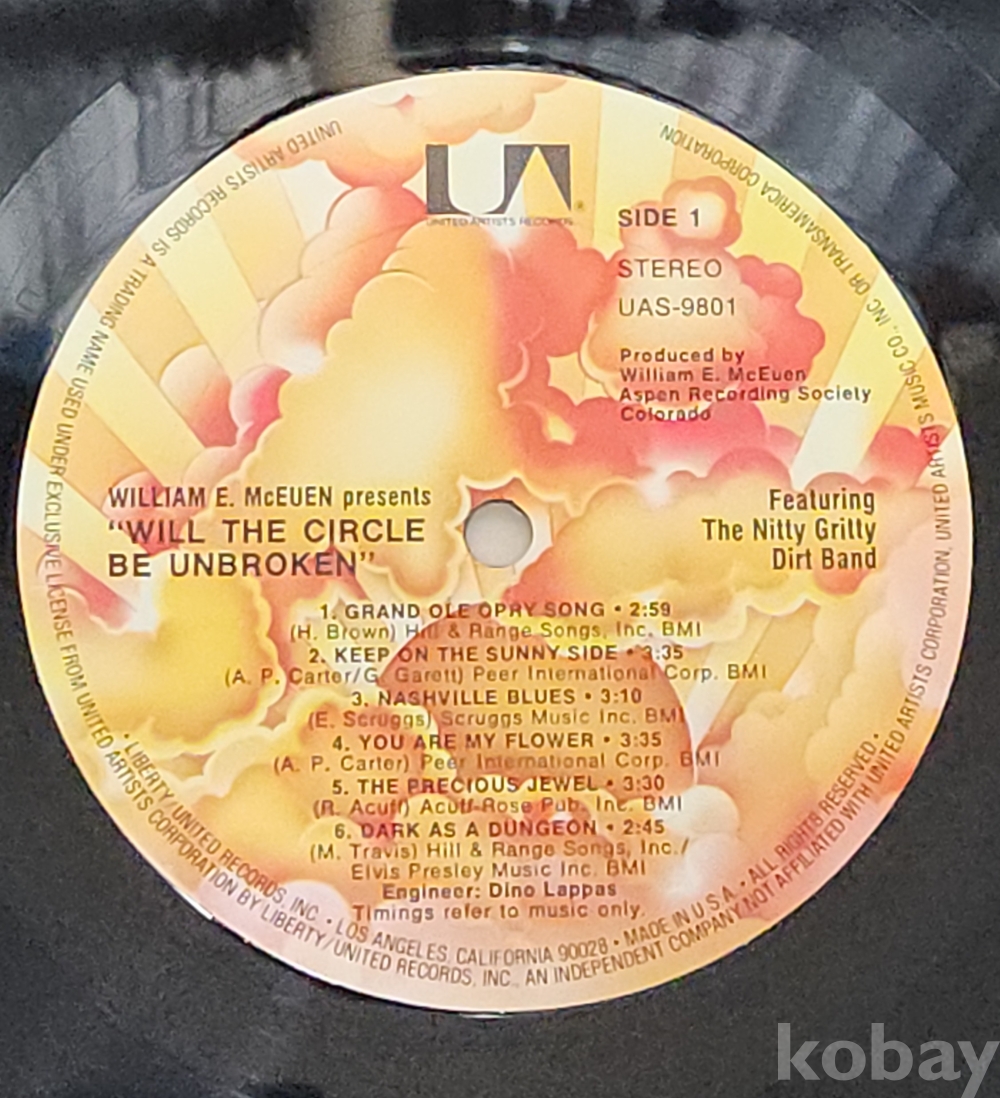 UA
UNITED ARTISTS RECORDS
SIDE 1
STEREO
UAS-9801
Produced by
William E. McEuen
Aspen Recording Society
Colorado
WILLIAM E. McEUEN presents
"WILL THE CIRCLE
BE UNBROKEN"
Featuring
The Nitty Gritty
Dirt Band
1. GRAND OLE OPRY SONG • 2:59
(H. Brown) Hill & Range Songs, Inc. BMI
2. KEEP ON THE SUNNY SIDE • 3:35
(A. P. Carter/G. Garett) Peer International Corp. BMI
3. NASHVILLE BLUES • 3:10
(E. Scruggs) Scruggs Music Inc. BMI
4. YOU ARE MY FLOWER • 3:35
(A. P. Carter) Peer International Corp. BMI
5. THE PRECIOUS JEWEL • 3:30
(R. Acuff) Acuff-Rose Pub. Inc. BMI
6. DARK AS A DUNGEON • 2:45
(M. Travis) Hill & Range Songs, Inc./
Elvis Presley Music Inc. BMI
Engineer: Dino Lappas
Timings refer to music only.
• LIBERTY/UNITED RECORDS, INC. • LOS ANGELES, CALIFORNIA 90028 • MADE IN U.S.A. • ALL RIGHTS RESERVED •
UNITED ARTISTS RECORDS IS A TRADING NAME USED UNDER EXCLUSIVE LICENSE FROM UNITED ARTISTS CORPORATION BY LIBERTY/UNITED RECORDS, INC., AN INDEPENDENT COMPANY NOT AFFILIATED WITH UNITED ARTISTS CORPORATION, UNITED ARTISTS MUSIC CO., INC. OR TRANSAMERICA CORPORATION.
kobay